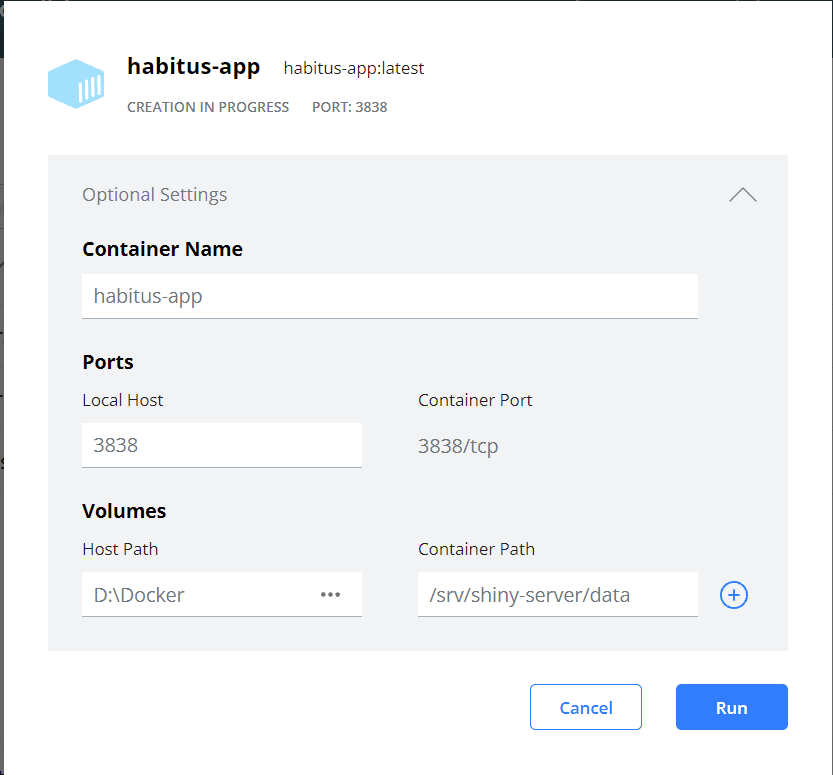 habitus-app habitus-app:latest
CREATION IN PROGRESS PORT: 3838
Optional Settings
Container Name
habitus-app
Ports
Local Host Container Port
3838 3838/tcp
Volumes
Host Path Container Path
D:\Docker ••• /srv/shiny-server/data
Cancel Run